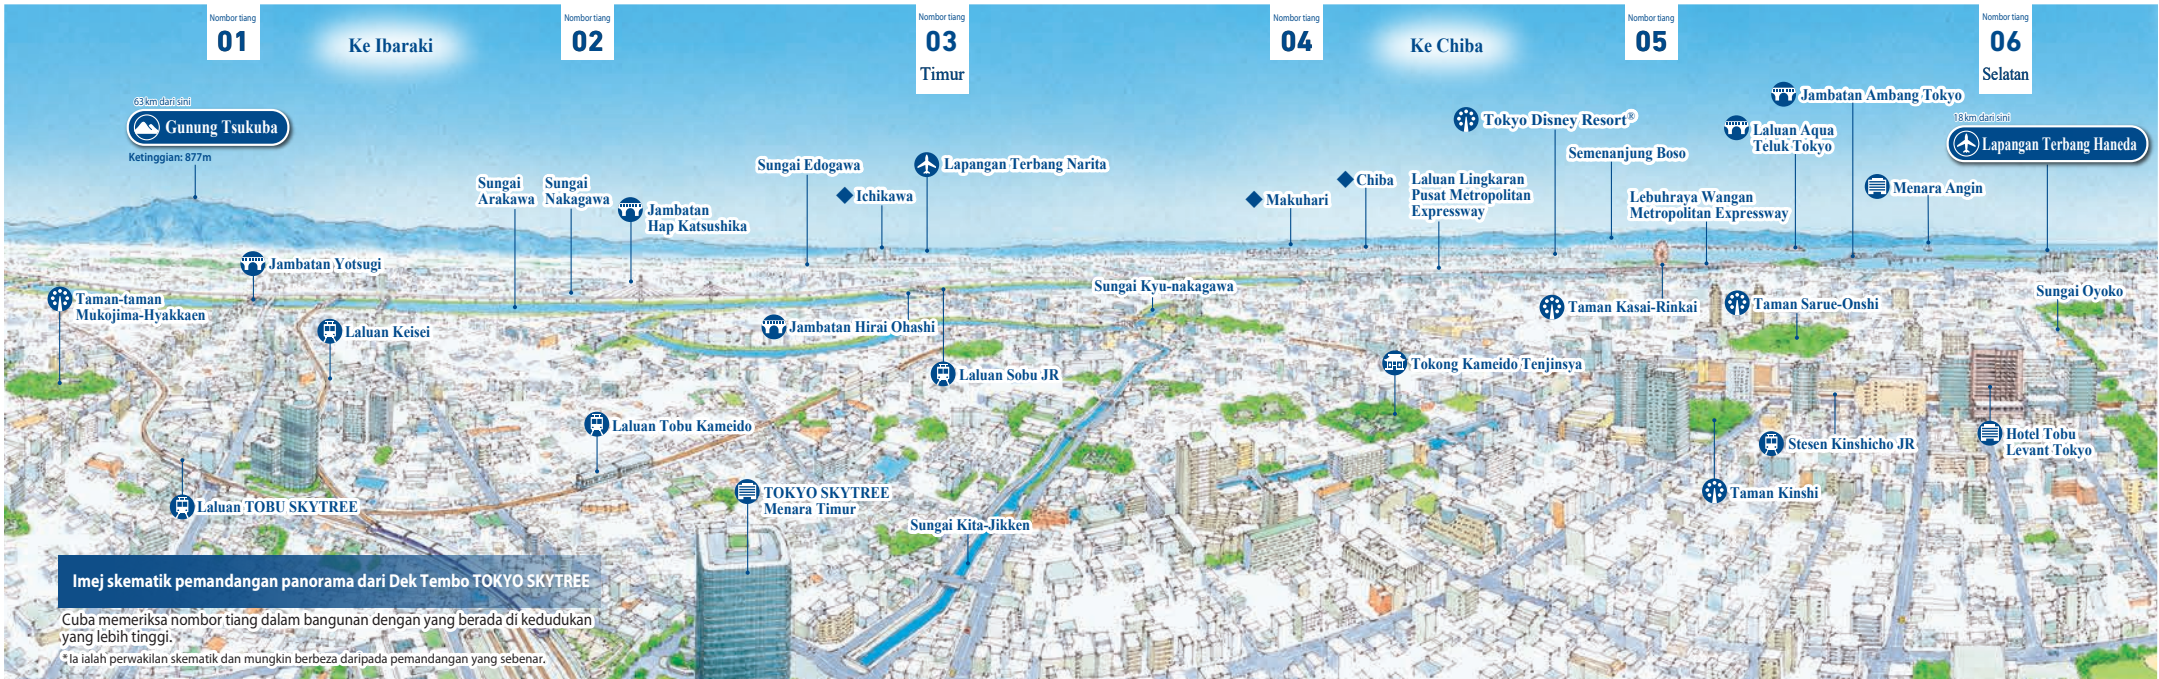 Nombor tiang
01
Ke Ibaraki
Nombor tiang
02
Nombor tiang
03
Timur
Nombor tiang
04
Ke Chiba
Nombor tiang
05
Nombor tiang
06
Selatan
63km dari sini
Gunung Tsukuba
Ketinggian: 877m
Sungai
Arakawa
Sungai
Nakagawa
Jambatan
Hap Katsushika
Sungai Edogawa
Ichikawa
Lapangan Terbang Narita
Makuhari
Chiba
Laluan Lingkaran
Pusat Metropolitan
Expressway
Tokyo Disney Resort®
Semenanjung Boso
Lebuhraya Wangan
Metropolitan Expressway
Jambatan Ambang Tokyo
Laluan Aqua
Teluk Tokyo
Menara Angin
18km dari sini
Lapangan Terbang Haneda
Jambatan Yotsugi
Taman-taman
Mukojima-Hyakkaen
Laluan Keisei
Jambatan Hirai Ohashi
Sungai Kyu-nakagawa
Laluan Sobu JR
Taman Kasai-Rinkai
Taman Sarue-Onshi
Sungai Oyoko
Tokong Kameido Tenjinsya
Laluan Tobu Kameido
Stesen Kinshicho JR
Hotel Tobu
Levant Tokyo
Taman Kinshi
Laluan TOBU SKYTREE
TOKYO SKYTREE
Menara Timur
Sungai Kita-Jikken
Imej skematik pemandangan panorama dari Dek Tembo TOKYO SKYTREE
Cuba memeriksa nombor tiang dalam bangunan dengan yang berada di kedudukan
yang lebih tinggi.
*Ia ialah perwakilan skematik dan mungkin berbeza daripada pemandangan yang sebenar.